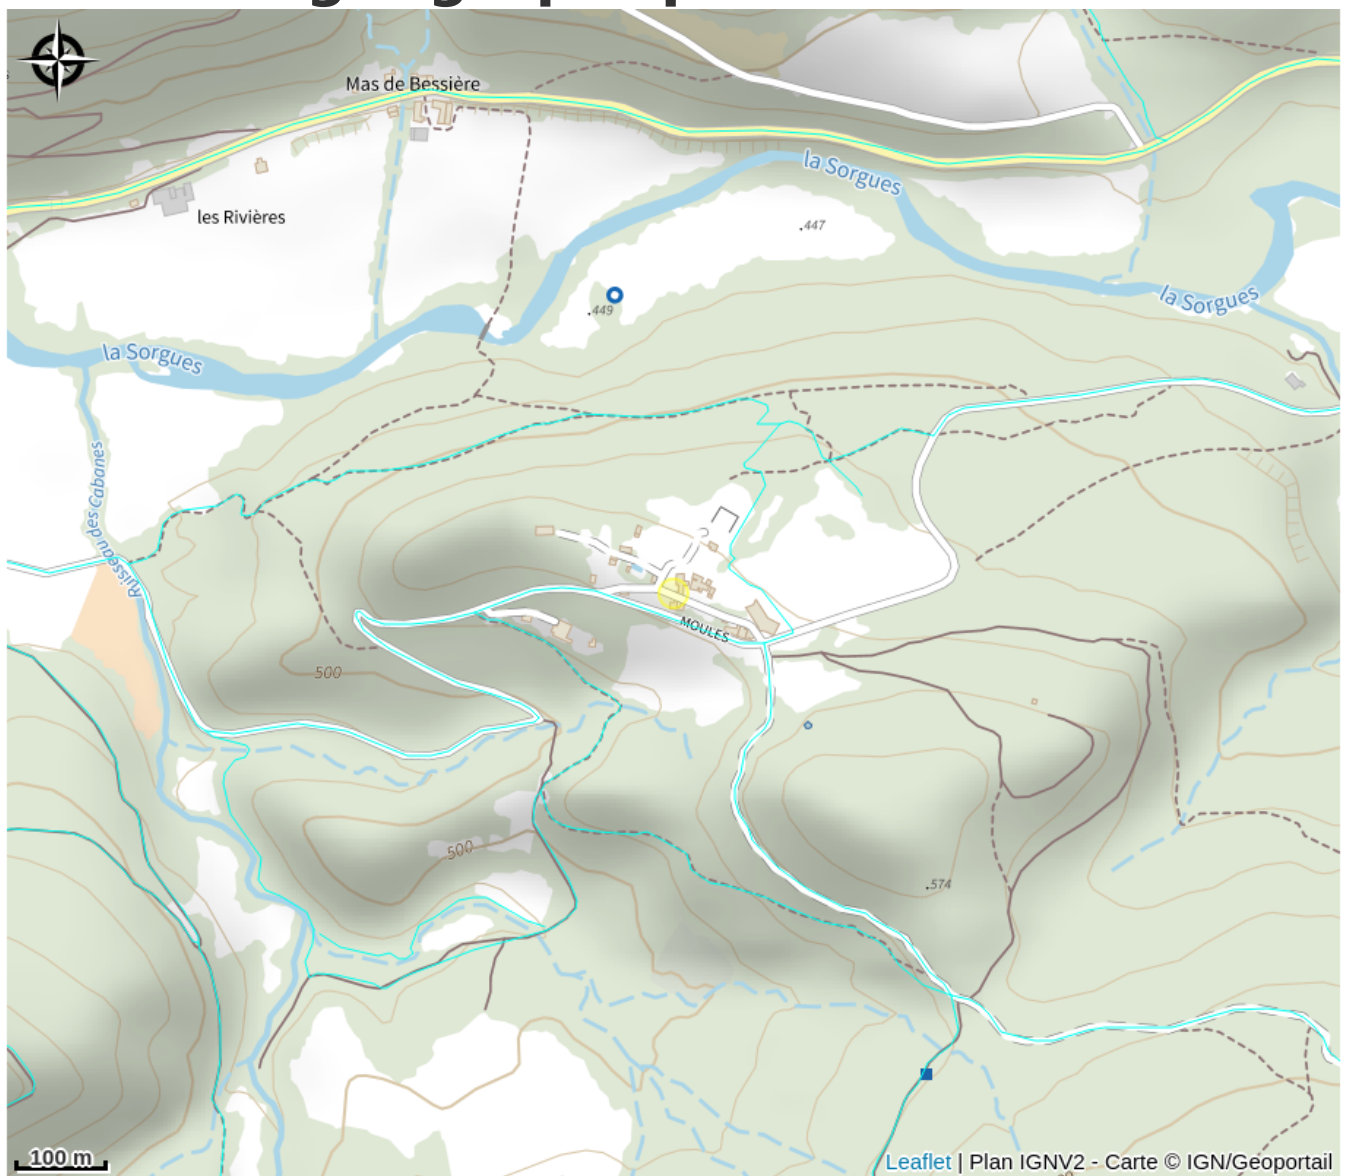 Mas de Bessière
la Sorgues
les Rivières
.447
la Sorgues
.449
la Sorgues
Ruisseau des Cabanes
MOULES
500
500
.574
100 m
Leaflet | Plan IGNV2 - Carte © IGN/Geoportail